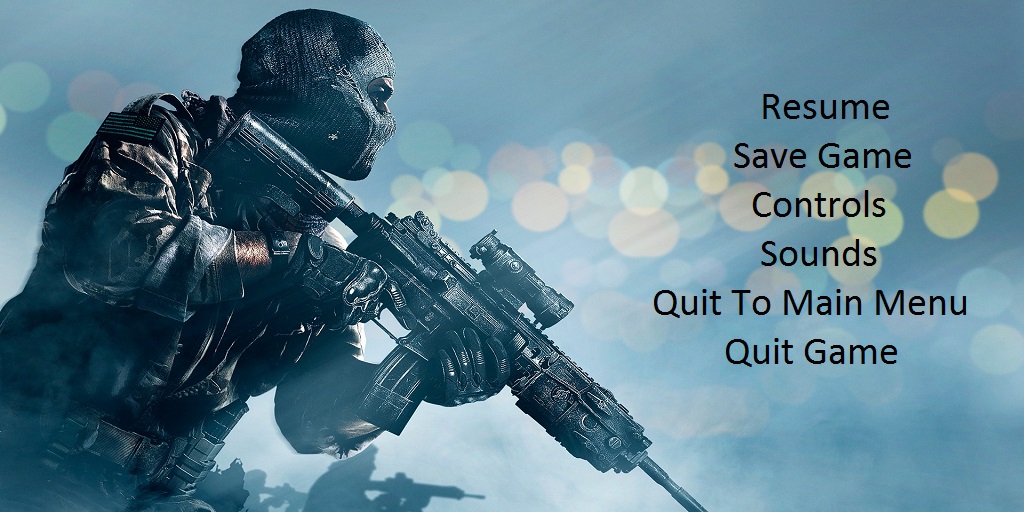 Resume
Save Game
Controls
Sounds
Quit To Main Menu
Quit Game